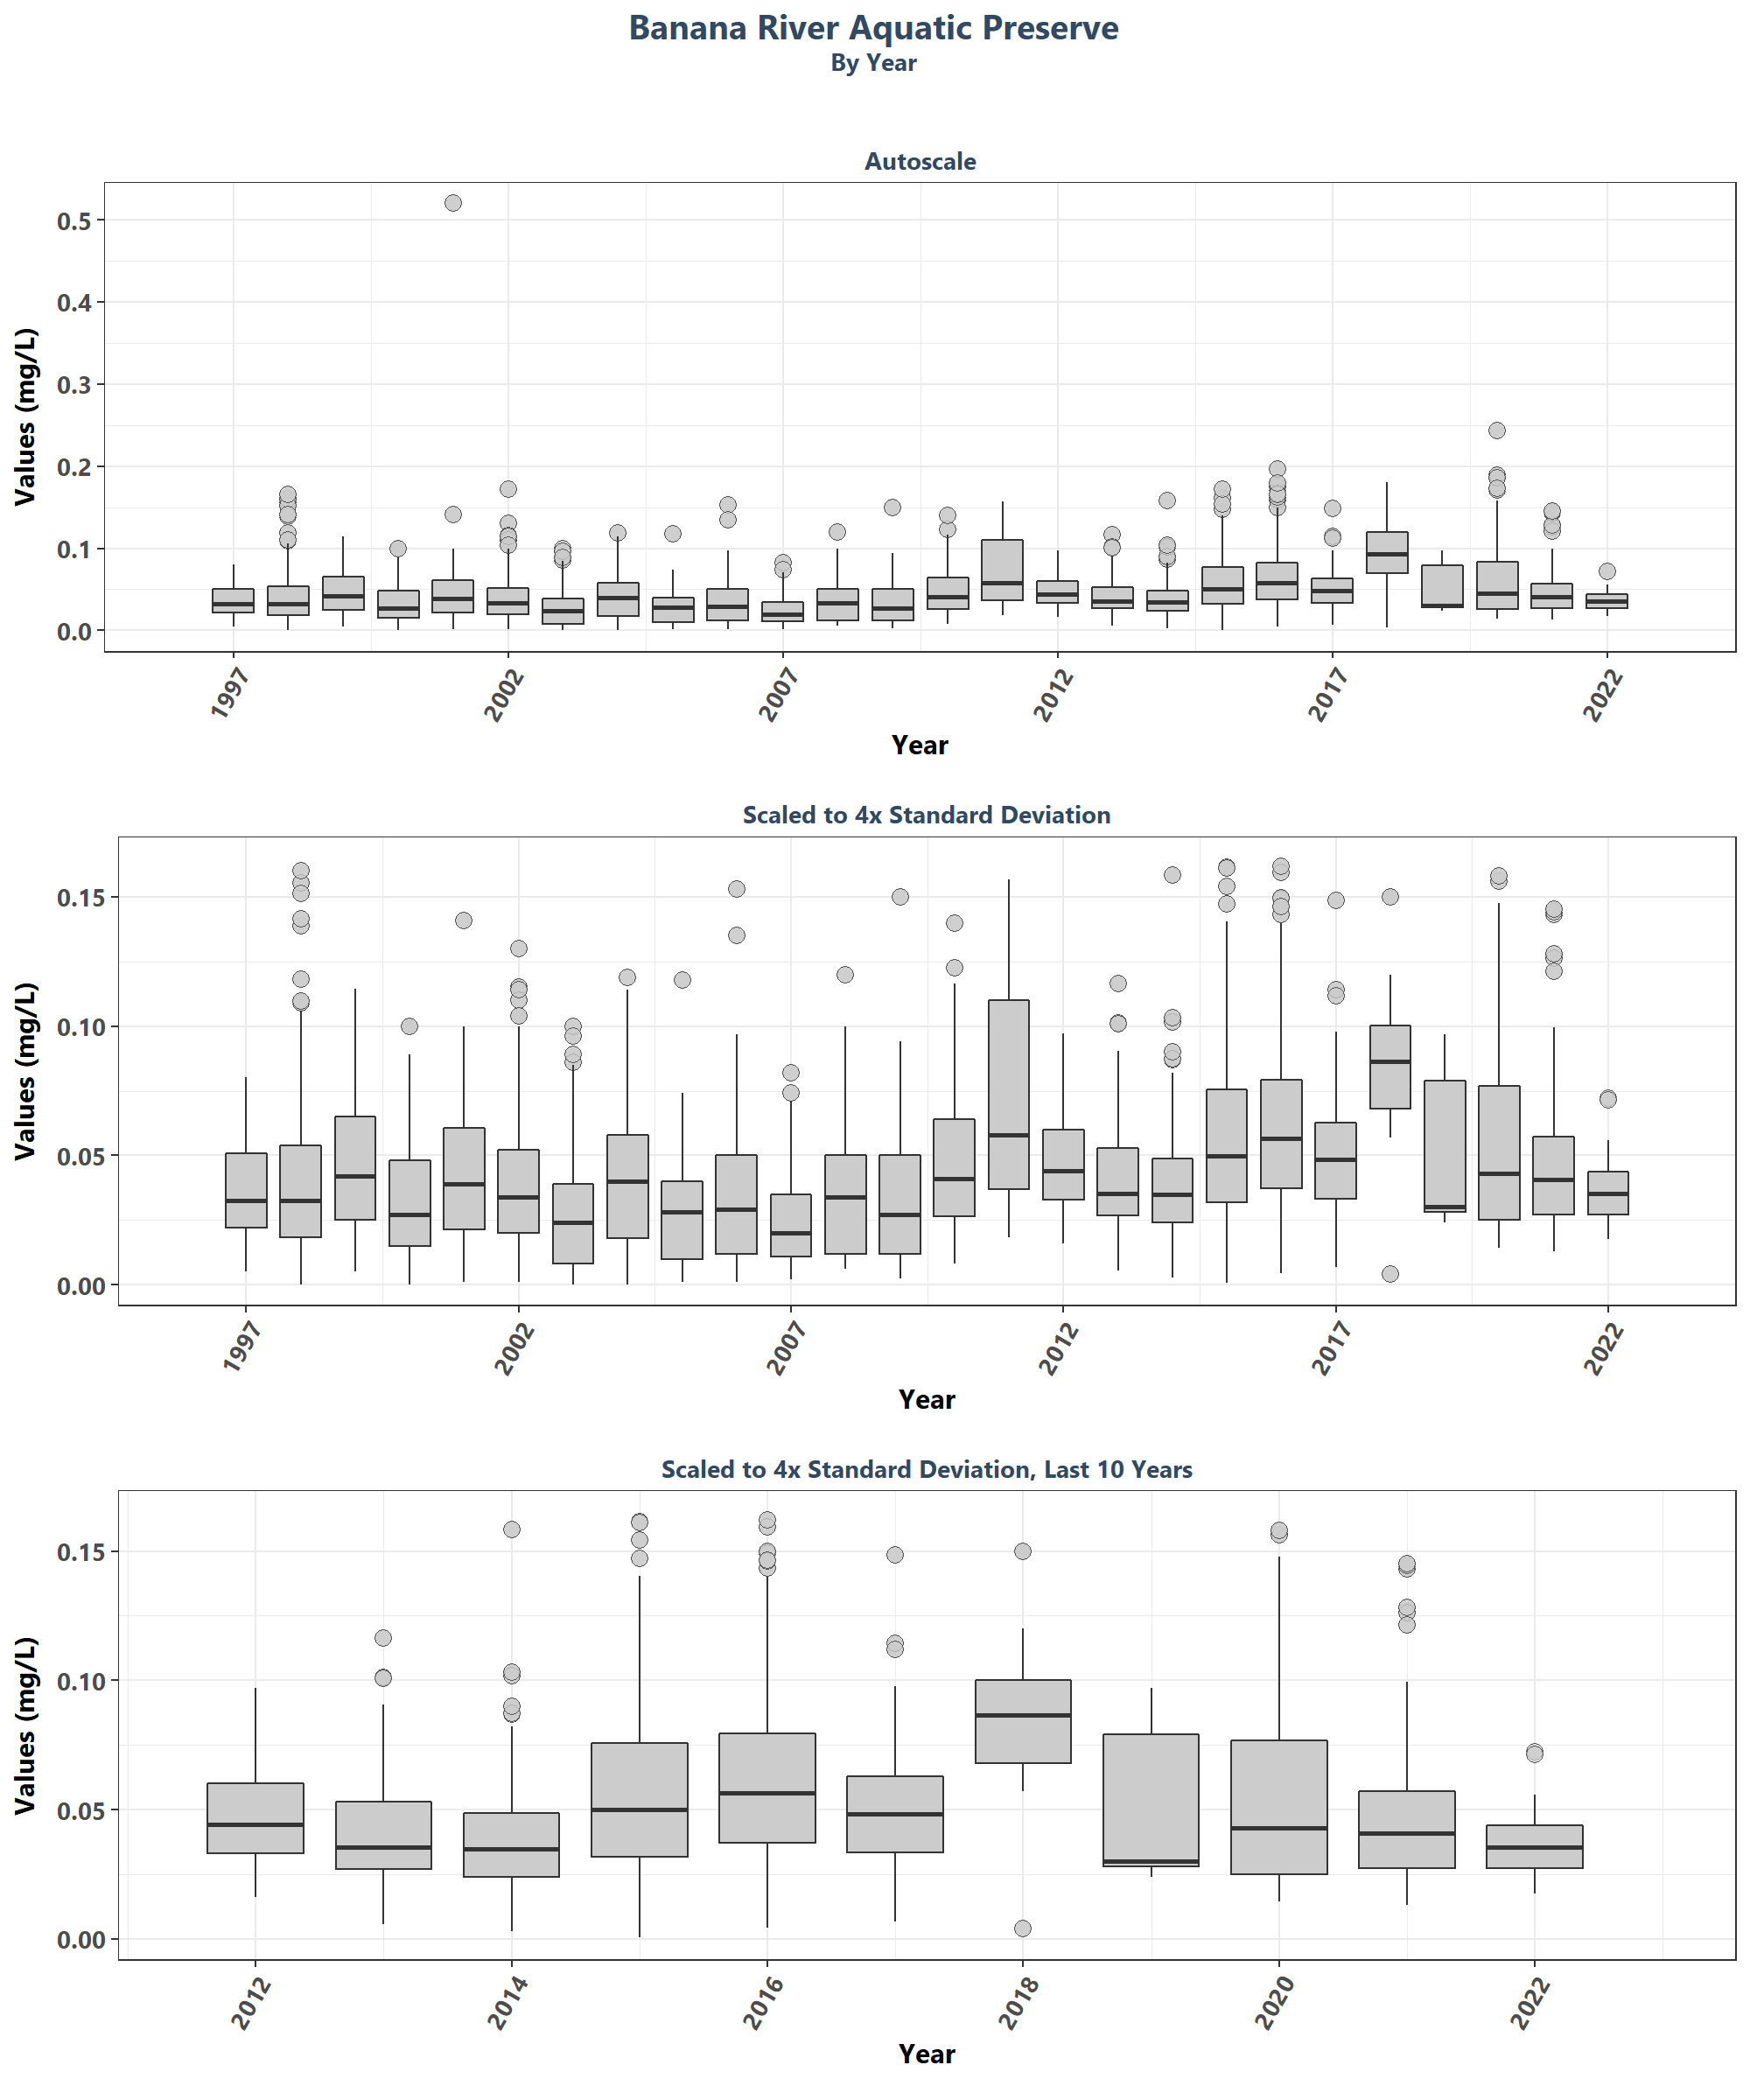 Banana River Aquatic Preserve
By Year
Autoscale
Values (mg/L)
0.5
0.4
0.3
0.2
0.1
0.0
1997
2002
2007
2012
2017
2022
Year
Scaled to 4x Standard Deviation
Values (mg/L)
0.15
0.10
0.05
0.00
1997
2002
2007
2012
2017
2022
Year
Scaled to 4x Standard Deviation, Last 10 Years
Values (mg/L)
0.15
0.10
0.05
0.00
2012
2014
2016
2018
2020
2022
Year